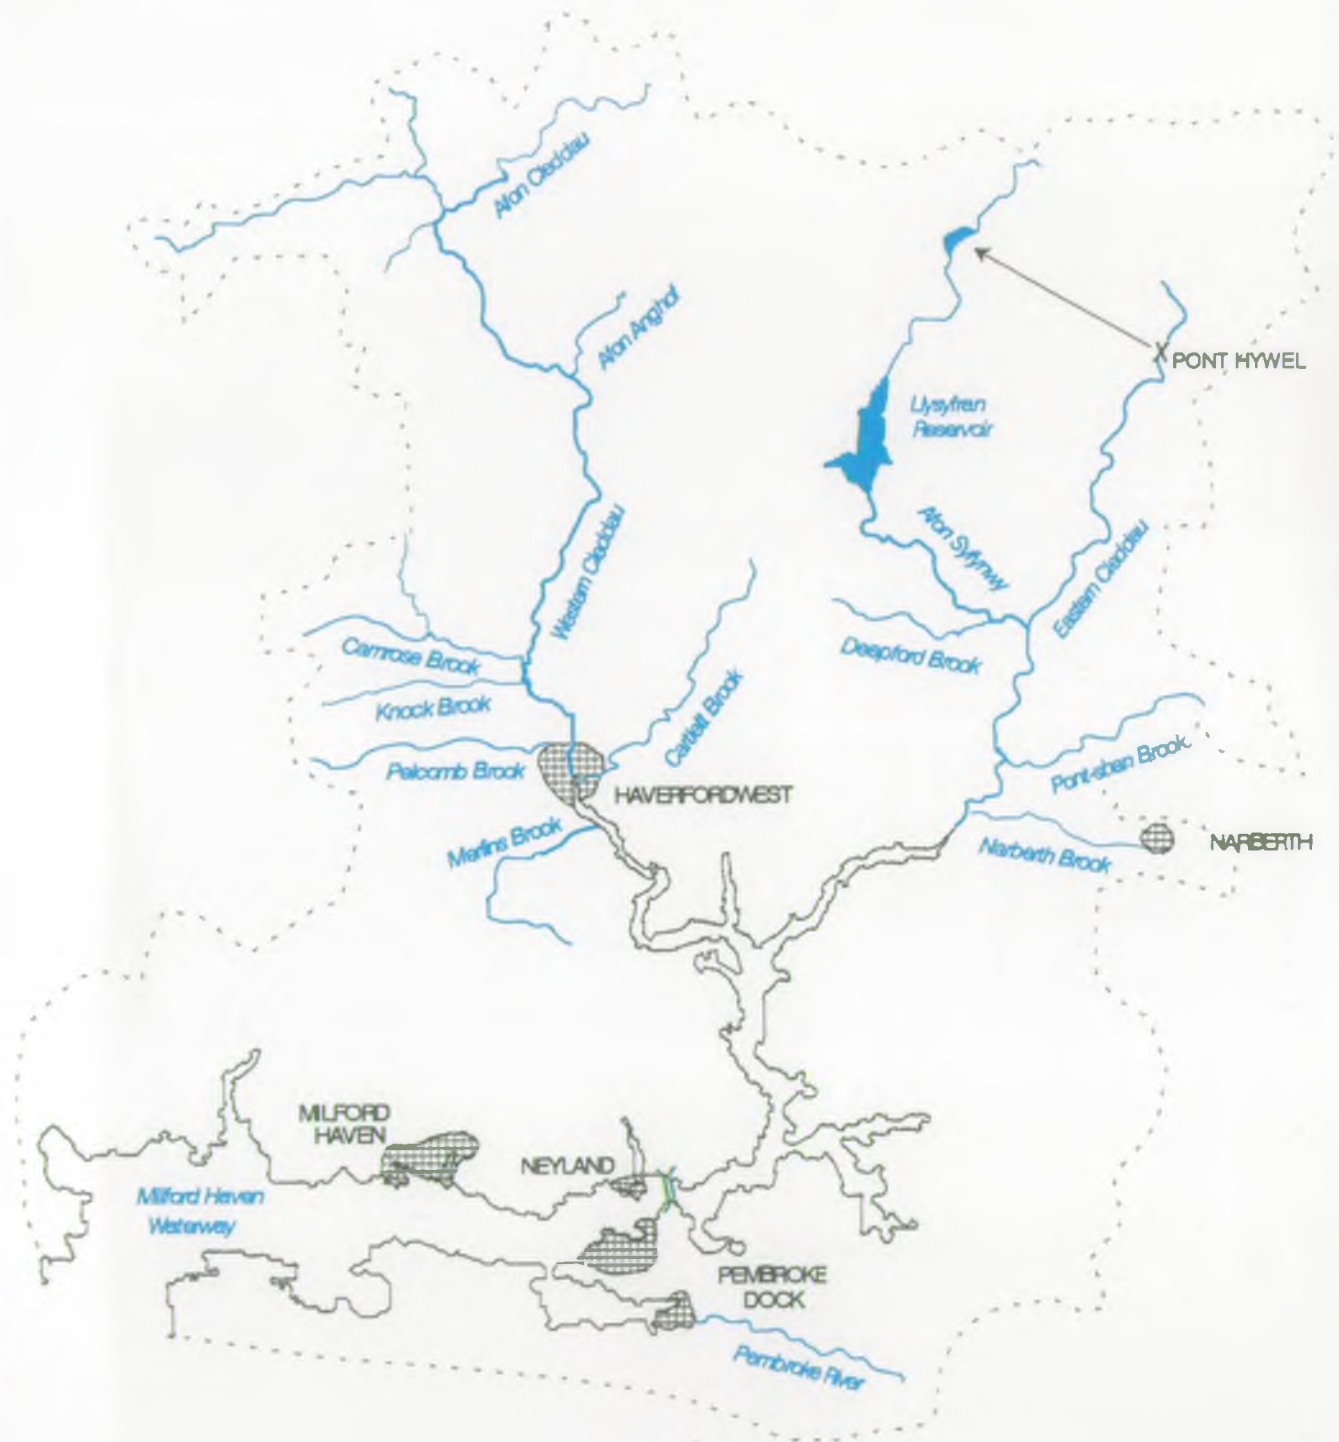 Afon Cleddau
Afon Anghof
PONT HYWEL
Llysyfran
Reservoir
Afon Syfynwy
Western Cleddau
Eastern Cleddau
Camrose Brook
Deepford Brook
Knock Brook
Cartlett Brook
Pelcomb Brook
Pont-shan Brook
HAVERFORDWEST
Merlins Brook
Narberth Brook
NARBERTH
MILFORD
HAVEN
NEYLAND
Milford Haven
Waterway
PEMBROKE
DOCK
Pembroke River